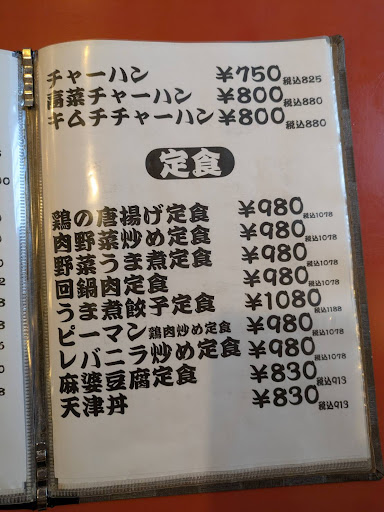 チャーハン ¥750 税込825
高菜チャーハン ¥800 税込880
キムチチャーハン ¥800 税込880
定食
鶏の唐揚げ定食 ¥980 税込1078
肉野菜炒め定食 ¥980 税込1078
野菜うま煮定食 ¥980 税込1078
回鍋肉定食 ¥980 税込1078
うま煮餃子定食 ¥1080 税込1188
ピーマン鶏肉炒め定食 ¥980 税込1078
レバニラ炒め定食 ¥980 税込1078
麻婆豆腐定食 ¥830 税込913
天津丼 ¥830 税込913